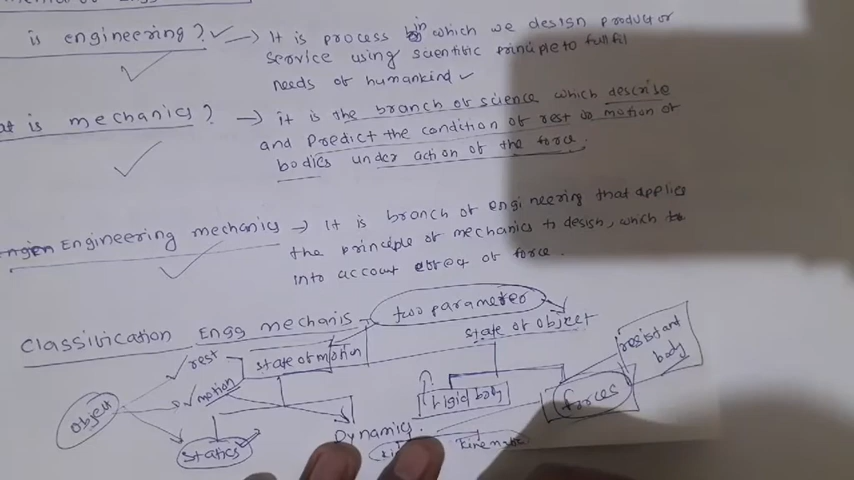 is engineering? → It is process in which we design product or
service using scientific principle to fulfil
needs of humankind
is mechanics? → it is the branch of science which describe
and Predict the condition of rest or motion of
bodies under action of the force.
Engineering mechanics → It is branch of engineering that applies
the principle of mechanics to design, which
into account effect of force.
Classification Engg mechanis
two parameter
state of object
resistant
body
rest
state of motion
motion
rigid body
forces
object
Dynamics
statics
kinematic